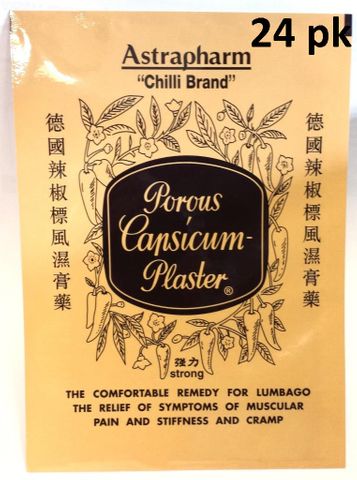 24 pk
Astrapharm
"Chilli Brand"
德國辣椒標風濕膏藥
德國辣椒標風濕膏藥
Porous
Capsicum-
Plaster®
强力
strong
THE COMFORTABLE REMEDY FOR LUMBAGO
THE RELIEF OF SYMPTOMS OF MUSCULAR
PAIN AND STIFFNESS AND CRAMP